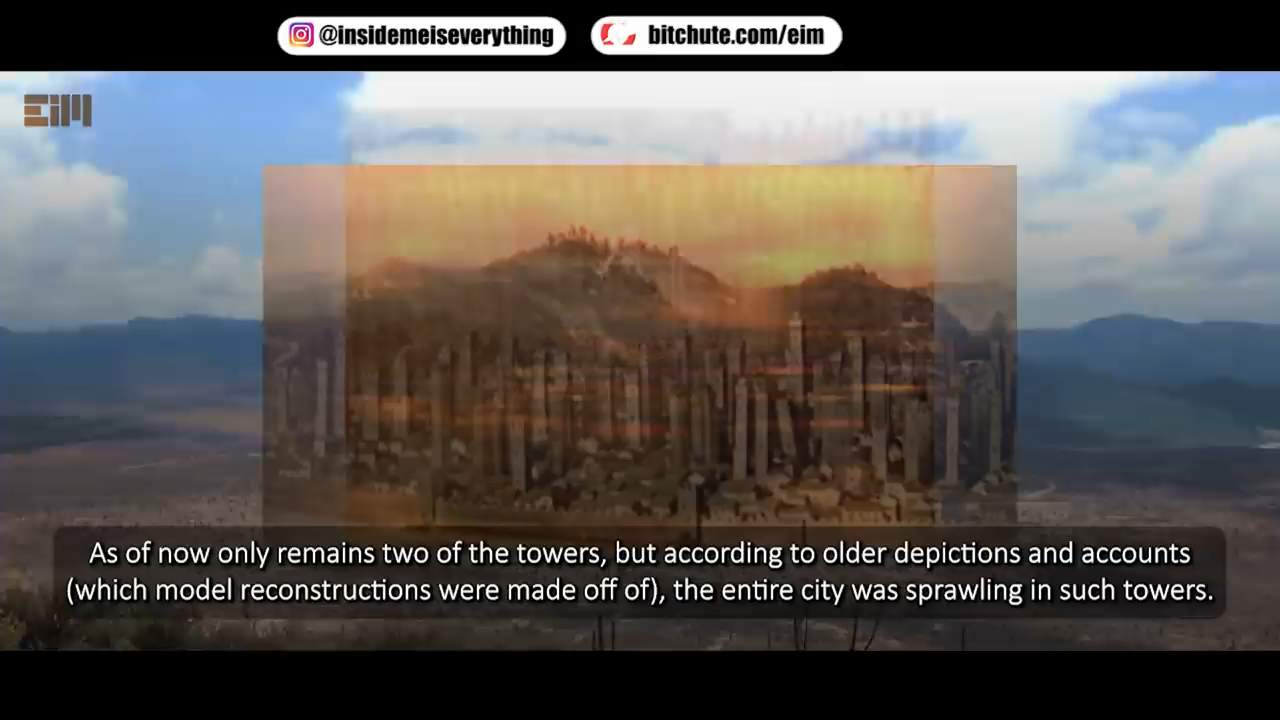 @insidemeiseverything
bitchute.com/eim
EiM
As of now only remains two of the towers, but according to older depictions and accounts
(which model reconstructions were made off of), the entire city was sprawling in such towers.